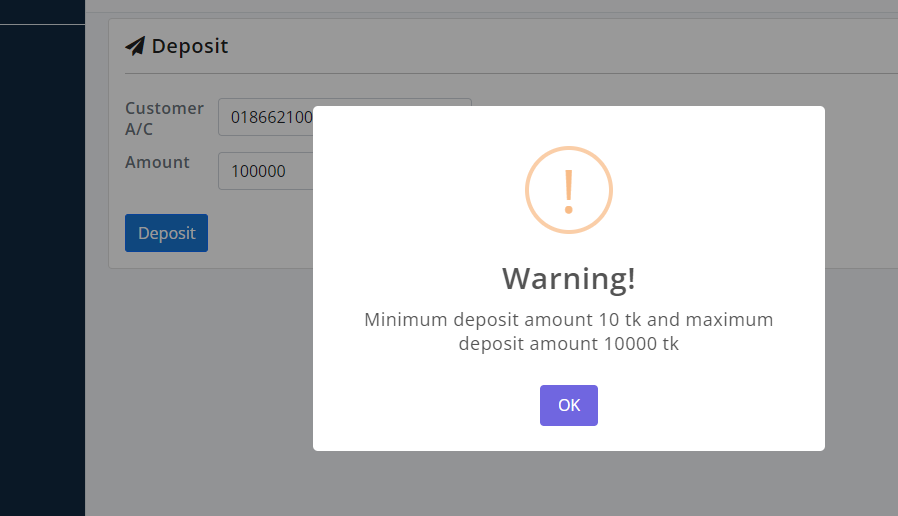 Deposit
Customer
A/C
018662100
Amount
100000
Deposit
!
Warning!
Minimum deposit amount 10 tk and maximum
deposit amount 10000 tk
OK